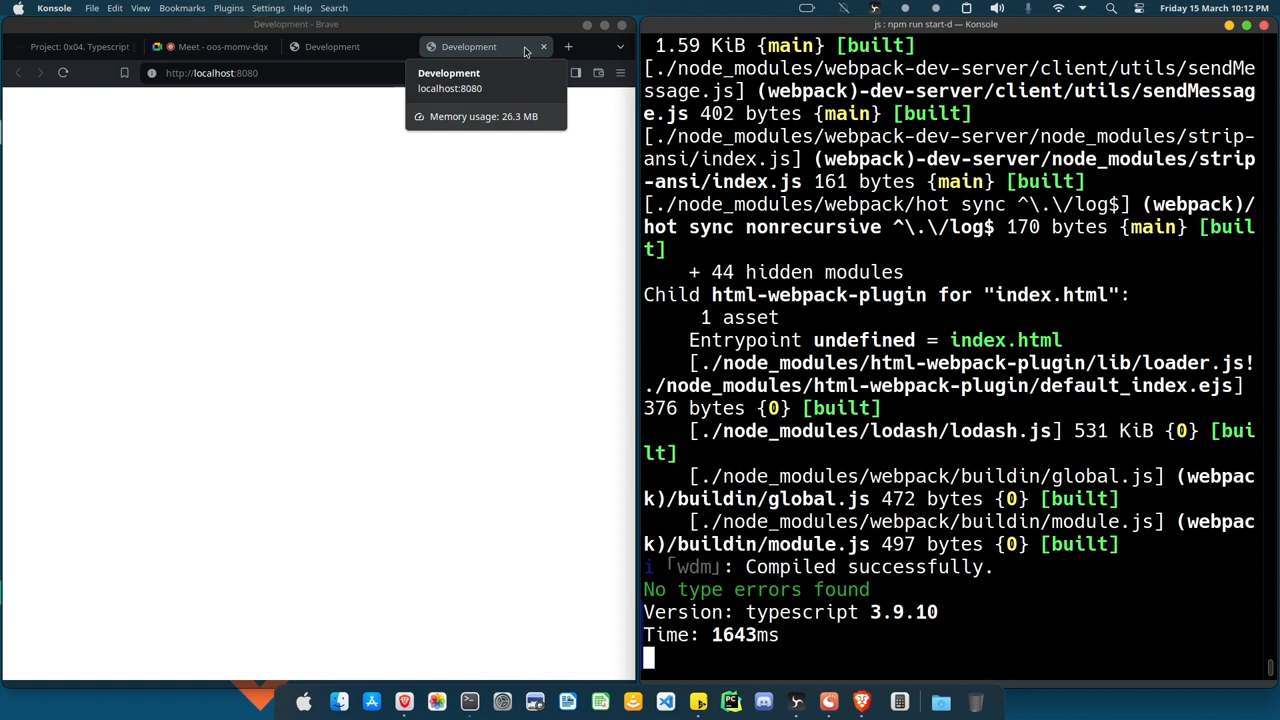 Konsole File Edit View Bookmarks Plugins Settings Help Search
Friday 15 March 10:12 PM
Development - Brave
js : npm run start-d — Konsole
Project: 0x04. Typescript
Meet - oos-momv-dqx
Development
Development
http://localhost:8080
Development
localhost:8080
Memory usage: 26.3 MB
1.59 KiB {main} [built]
[./node_modules/webpack-dev-server/client/utils/sendMe
ssage.js] (webpack)-dev-server/client/utils/sendMessag
e.js 402 bytes {main} [built]
[./node_modules/webpack-dev-server/node_modules/strip-
ansi/index.js] (webpack)-dev-server/node_modules/strip
-ansi/index.js 161 bytes {main} [built]
[./node_modules/webpack/hot sync ^\.\/log$] (webpack)/
hot sync nonrecursive ^\.\/log$ 170 bytes {main} [buil
t]
+ 44 hidden modules
Child html-webpack-plugin for "index.html":
1 asset
Entrypoint undefined = index.html
[./node_modules/html-webpack-plugin/lib/loader.js!
./node_modules/html-webpack-plugin/default_index.ejs]
376 bytes {0} [built]
[./node_modules/lodash/lodash.js] 531 KiB {0} [bui
lt]
[./node_modules/webpack/buildin/global.js] (webpac
k)/buildin/global.js 472 bytes {0} [built]
[./node_modules/webpack/buildin/module.js] (webpac
k)/buildin/module.js 497 bytes {0} [built]
i 「wdm」: Compiled successfully.
No type errors found
Version: typescript 3.9.10
Time: 1643ms